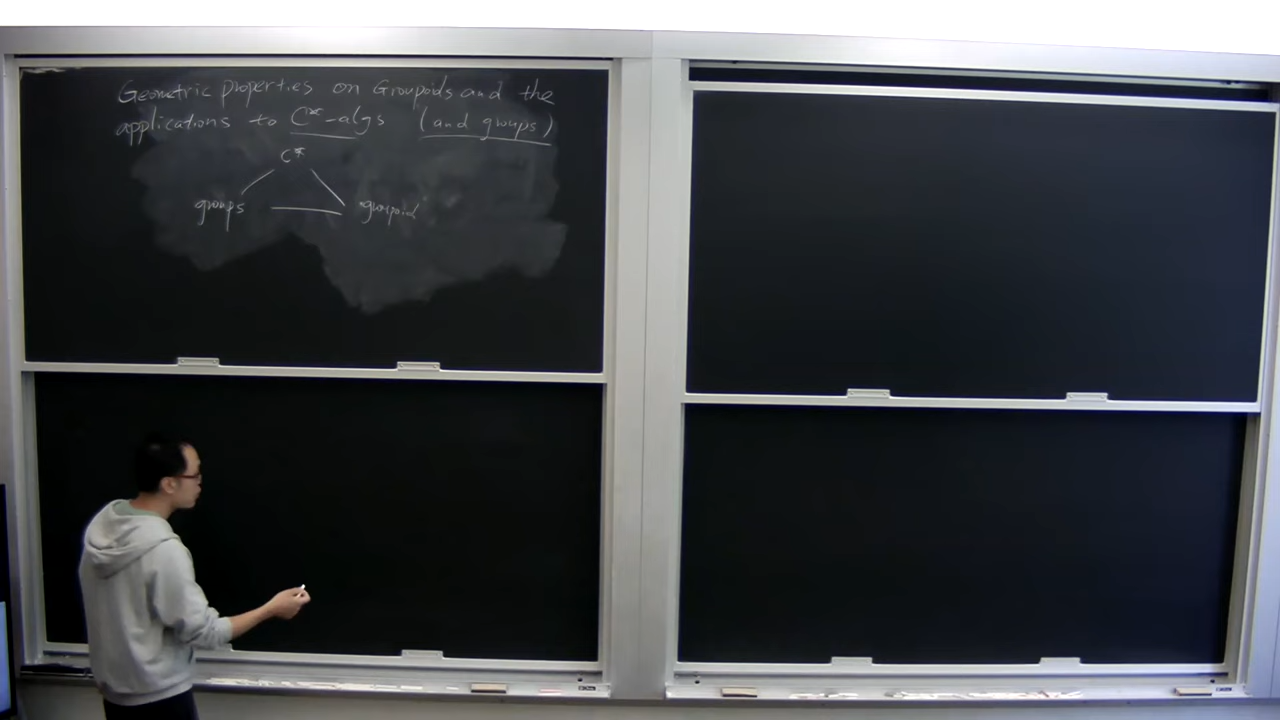 Geometric properties on Groupoids and the
applications to C*-algs (and groups)
C*
groups groupoid